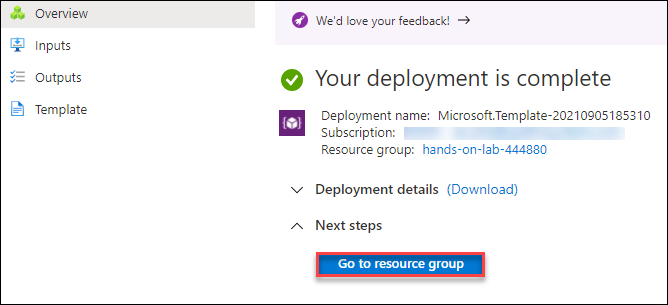 Overview
Inputs
Outputs
Template
We'd love your feedback! →
Your deployment is complete
Deployment name: Microsoft.Template-20210905185310
Subscription:
Resource group: hands-on-lab-444880
Deployment details (Download)
Next steps
Go to resource group